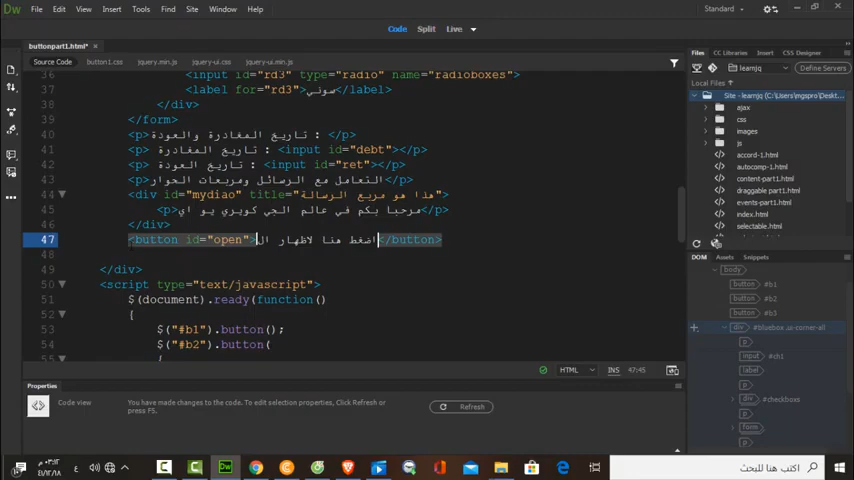 Dw File Edit View Insert Tools Find Site Window Help Standard
Code Split Live
buttonpart1.html* ×
Source Code button1.css jquery.min.js jquery-ui.css jquery-ui.min.js
36 <input id="rd3" type="radio" name="radioboxes">
37 <label for="rd3">سوني</label>
38 </div>
39 </form>
40 <p>تاريخ المغادرة والعودة : </p>
41 <p>تاريخ المغادرة : <input id="debt"></p>
42 <p>تاريخ العودة : <input id="ret"></p>
43 <p>التعامل مع الرسائل ومربعات الحوار</p>
44 <div id="mydiao" title="هذا هو مربع الرسالة">
45 <p>مرحبا بكم في عالم الجي كويري يو اي</p>
46 </div>
47 <button id="open">اضغط هنا لاظهار ال</button>
48
49 </div>
50 <script type="text/javascript">
51 $(document).ready(function()
52 {
53 $("#b1").button();
54 $("#b2").button(
55 {
HTML INS 47:45
Properties
Code view
You have made changes to the code. To edit selection properties, Click Refresh or press F5.
Refresh
Files CC Libraries Insert CSS Designer
learnjq Define Servers
Local Files
Site - learnjq (C:\Users\mgspro\Deskt...
ajax
css
images
js
accord-1.html
autocomp-1.html
content-part1.html
draggable part1.html
events-part1.html
index.html
selectable.html
DOM Assets Snippets
body
button #b1
button #b2
button #b3
div
p
input #ch1
label
p
div #checkboxes
p
form
p
اكتب هنا للبحث